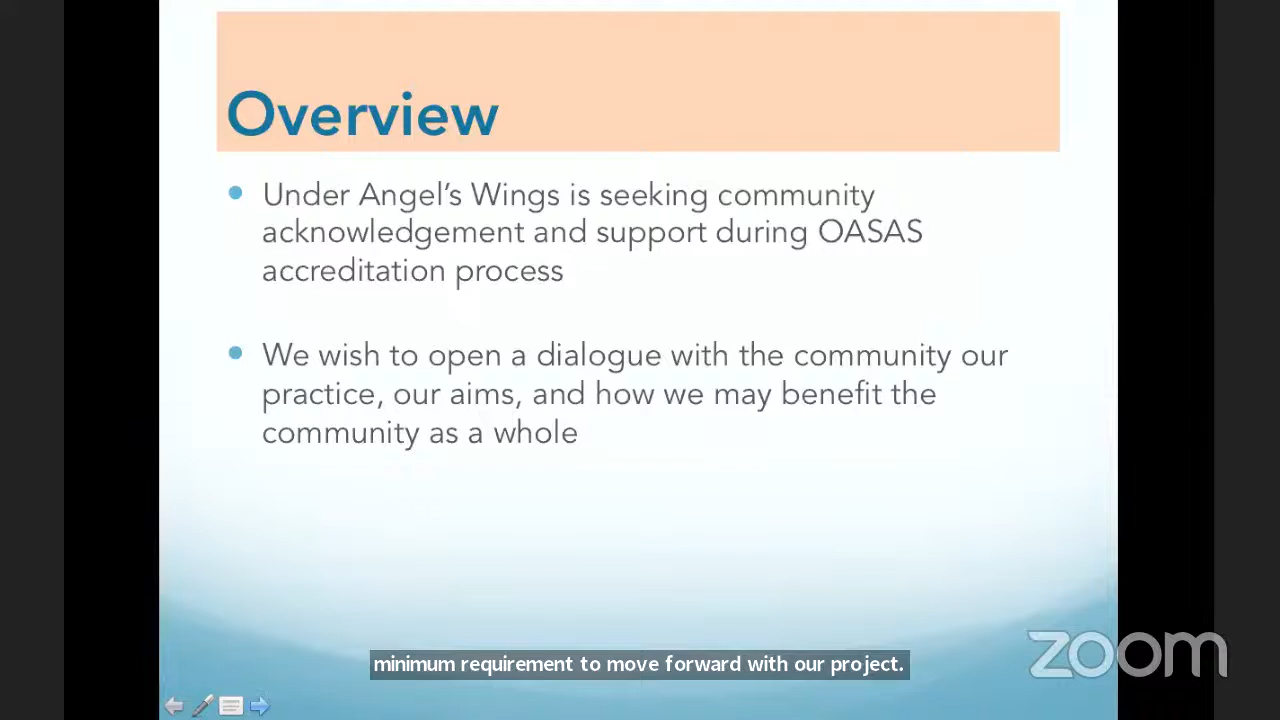 Overview
Under Angel's Wings is seeking community
acknowledgement and support during OASAS
accreditation process
We wish to open a dialogue with the community our
practice, our aims, and how we may benefit the
community as a whole
minimum requirement to move forward with our project.
zoom